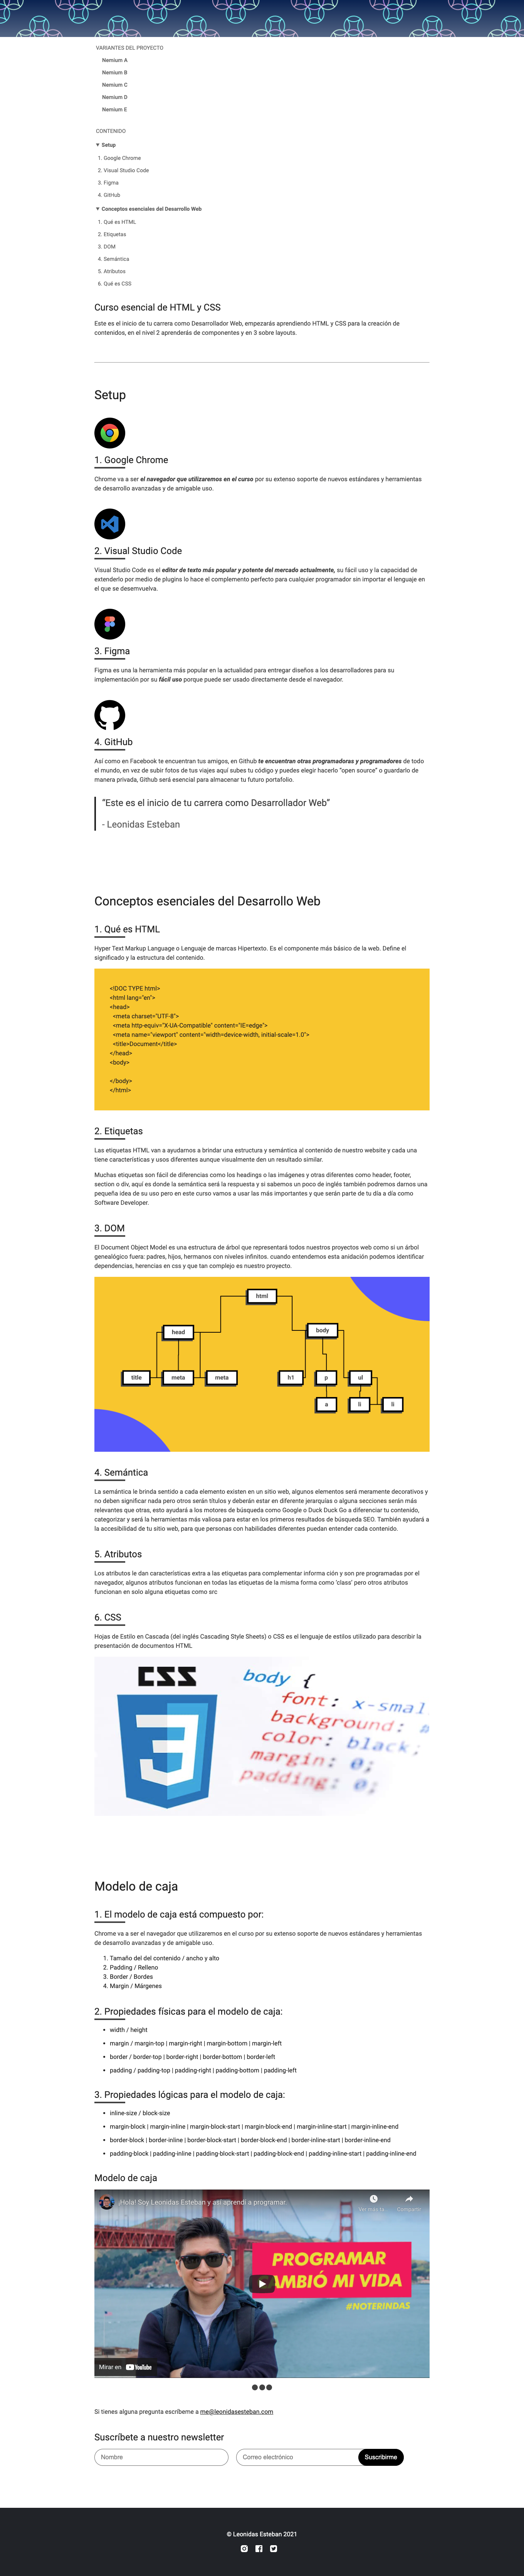 VARIANTES DEL PROYECTO
Nemium A
Nemium B
Nemium C
Nemium D
Nemium E
CONTENIDO
▼ Setup
1. Google Chrome
2. Visual Studio Code
3. Figma
4. GitHub
▼ Conceptos esenciales del Desarrollo Web
1. Qué es HTML
2. Etiquetas
3. DOM
4. Semántica
5. Atributos
6. Qué es CSS
Curso esencial de HTML y CSS
Este es el inicio de tu carrera como Desarrollador Web, empezarás aprendiendo HTML y CSS para la creación de
contenidos, en el nivel 2 aprenderás de componentes y en 3 sobre layouts.
Setup
1. Google Chrome
Chrome va a ser el navegador que utilizaremos en el curso por su extenso soporte de nuevos estándares y herramientas
de desarrollo avanzadas y de amigable uso.
2. Visual Studio Code
Visual Studio Code es el editor de texto más popular y potente del mercado actualmente, su fácil uso y la capacidad de
extenderlo por medio de plugins lo hace el complemento perfecto para cualquier programador sin importar el lenguaje en
el que se desemvuelva.
3. Figma
Figma es una la herramienta más popular en la actualidad para entregar diseños a los desarrolladores para su
implementación por su fácil uso porque puede ser usado directamente desde el navegador.
4. GitHub
Así como en Facebook te encuentran tus amigos, en Github te encuentran otras programadoras y programadores de todo
el mundo, en vez de subir fotos de tus viajes aquí subes tu código y puedes elegir hacerlo “open source” o guardarlo de
manera privada, Github será esencial para almacenar tu futuro portafolio.
“Este es el inicio de tu carrera como Desarrollador Web”
- Leonidas Esteban
Conceptos esenciales del Desarrollo Web
1. Qué es HTML
Hyper Text Markup Language o Lenguaje de marcas Hipertexto. Es el componente más básico de la web. Define el
significado y la estructura del contenido.
<!DOC TYPE html>
<html lang="en">
<head>
<meta charset="UTF-8">
<meta http-equiv="X-UA-Compatible" content="IE=edge">
<meta name="viewport" content="width=device-width, initial-scale=1.0">
<title>Document</title>
</head>
<body>
</body>
</html>
2. Etiquetas
Las etiquetas HTML van a ayudarnos a brindar una estructura y semántica al contenido de nuestro website y cada una
tiene características y usos diferentes aunque visualmente den un resultado similar.
Muchas etiquetas son fácil de diferencias como los headings o las imágenes y otras diferentes como header, footer,
section o div, aquí es donde la semántica será la respuesta y si sabemos un poco de inglés también podremos darnos una
pequeña idea de su uso pero en este curso vamos a usar la más importantes y que serán parte de tu día a día como
Software Developer.
3. DOM
El Document Object Model es una estructura de árbol que representará todos nuestros proyectos web como si un árbol
genealógico fuera: padres, hijos, hermanos con niveles infinitos. cuando entendemos esta anidación podemos identificar
dependencias, herencias en css y que tan complejo es nuestro proyecto.
html
head
body
title
meta
meta
h1
p
ul
a
li
li
4. Semántica
La semántica le brinda sentido a cada elemento existen en un sitio web, algunos elementos será meramente decorativos y
no deben significar nada pero otros serán títulos y deberán estar en diferente jerarquías o alguna secciones serán más
relevantes que otras, esto ayudará a los motores de búsqueda como Google o Duck Duck Go a diferenciar tu contenido,
categorizar y será la herramientas más valiosa para estar en los primeros resultados de búsqueda SEO. También ayudará a
la accesibilidad de tu sitio web, para que personas con habilidades diferentes puedan entender cada contenido.
5. Atributos
Los atributos le dan características extra a las etiquetas para complementar informa ción y son pre programadas por el
navegador, algunos atributos funcionan en todas las etiquetas de la misma forma como 'class' pero otros atributos
funcionan en solo alguna etiquetas como src
6. CSS
Hojas de Estilo en Cascada (del inglés Cascading Style Sheets) o CSS es el lenguaje de estilos utilizado para describir la
presentación de documentos HTML
CSS
3
body {
font: x-smal
background: #
color: black;
margin: 0;
padding: 0;
Modelo de caja
1. El modelo de caja está compuesto por:
Chrome va a ser el navegador que utilizaremos en el curso por su extenso soporte de nuevos estándares y herramientas
de desarrollo avanzadas y de amigable uso.
1. Tamaño del del contenido / ancho y alto
2. Padding / Relleno
3. Border / Bordes
4. Margin / Márgenes
2. Propiedades físicas para el modelo de caja:
• width / height
• margin / margin-top | margin-right | margin-bottom | margin-left
• border / border-top | border-right | border-bottom | border-left
• padding / padding-top | padding-right | padding-bottom | padding-left
3. Propiedades lógicas para el modelo de caja:
• inline-size / block-size
• margin-block | margin-inline | margin-block-start | margin-block-end | margin-inline-start | margin-inline-end
• border-block | border-inline | border-block-start | border-block-end | border-inline-start | border-inline-end
• padding-block | padding-inline | padding-block-start | padding-block-end | padding-inline-start | padding-inline-end
Modelo de caja
¡Hola! Soy Leonidas Esteban y así aprendí a programar.
Ver más ta...
Compartir
PROGRAMAR
AMBIÓ MI VIDA
#NOTERINDAS
Mirar en YouTube
Si tienes alguna pregunta escríbeme a me@leonidasesteban.com
Suscríbete a nuestro newsletter
Nombre
Correo electrónico
Suscribirme
© Leonidas Esteban 2021